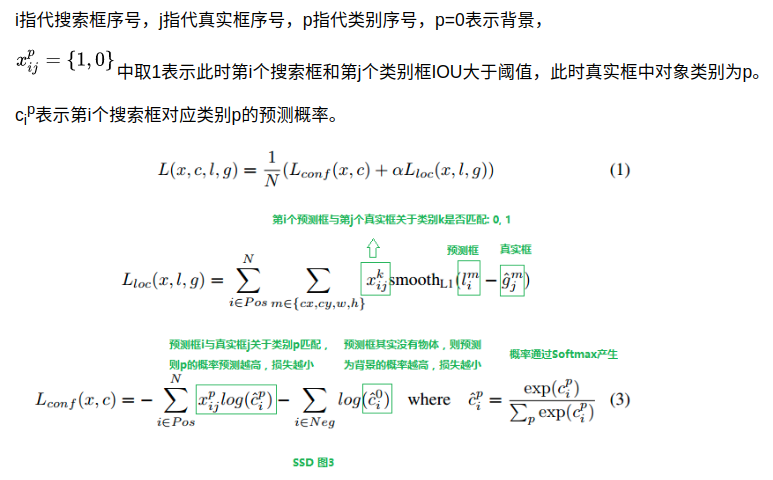 i指代搜索框序号，j指代真实框序号，p指代类别序号，p=0表示背景，
x_{ij}^{p} = {1,0}中取1表示此时第i个搜索框和第j个类别框IOU大于阈值，此时真实框中对象类别为p。
c_i^p表示第i个搜索框对应类别p的预测概率。
L(x, c, l, g) = \frac{1}{N}(L_{conf}(x, c) + αL_{loc}(x, l, g)) (1)
第i个预测框与第j个真实框关于类别k是否匹配: 0, 1
预测框 真实框
L_{loc}(x, l, g) = \sum_{i∈Pos}^{N} \sum_{m∈{cx,cy,w,h}} x_{ij}^{k} smooth_{L1}(l_i^m − \hat{g}_j^m)
预测框i与真实框j关于类别p匹配， 预测框其实没有物体，则预测 概率通过Softmax产生
则p的概率预测越高，损失越小 为背景的概率越高，损失越小
L_{conf}(x, c) = −\sum_{i∈Pos}^{N} x_{ij}^{p} log(\hat{c}_i^p) − \sum_{i∈Neg} log(\hat{c}_i^0) where \hat{c}_i^p = \frac{exp(c_i^p)}{\sum_p exp(c_i^p)} (3)
SSD 图3